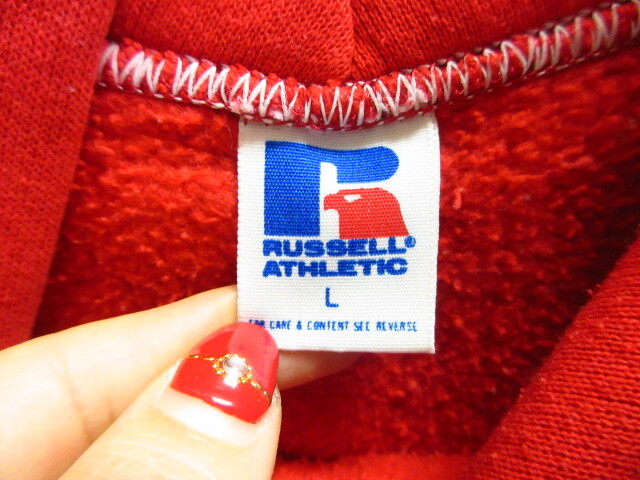 RUSSELL®
ATHLETIC
L
FOR CARE & CONTENT SEE REVERSE